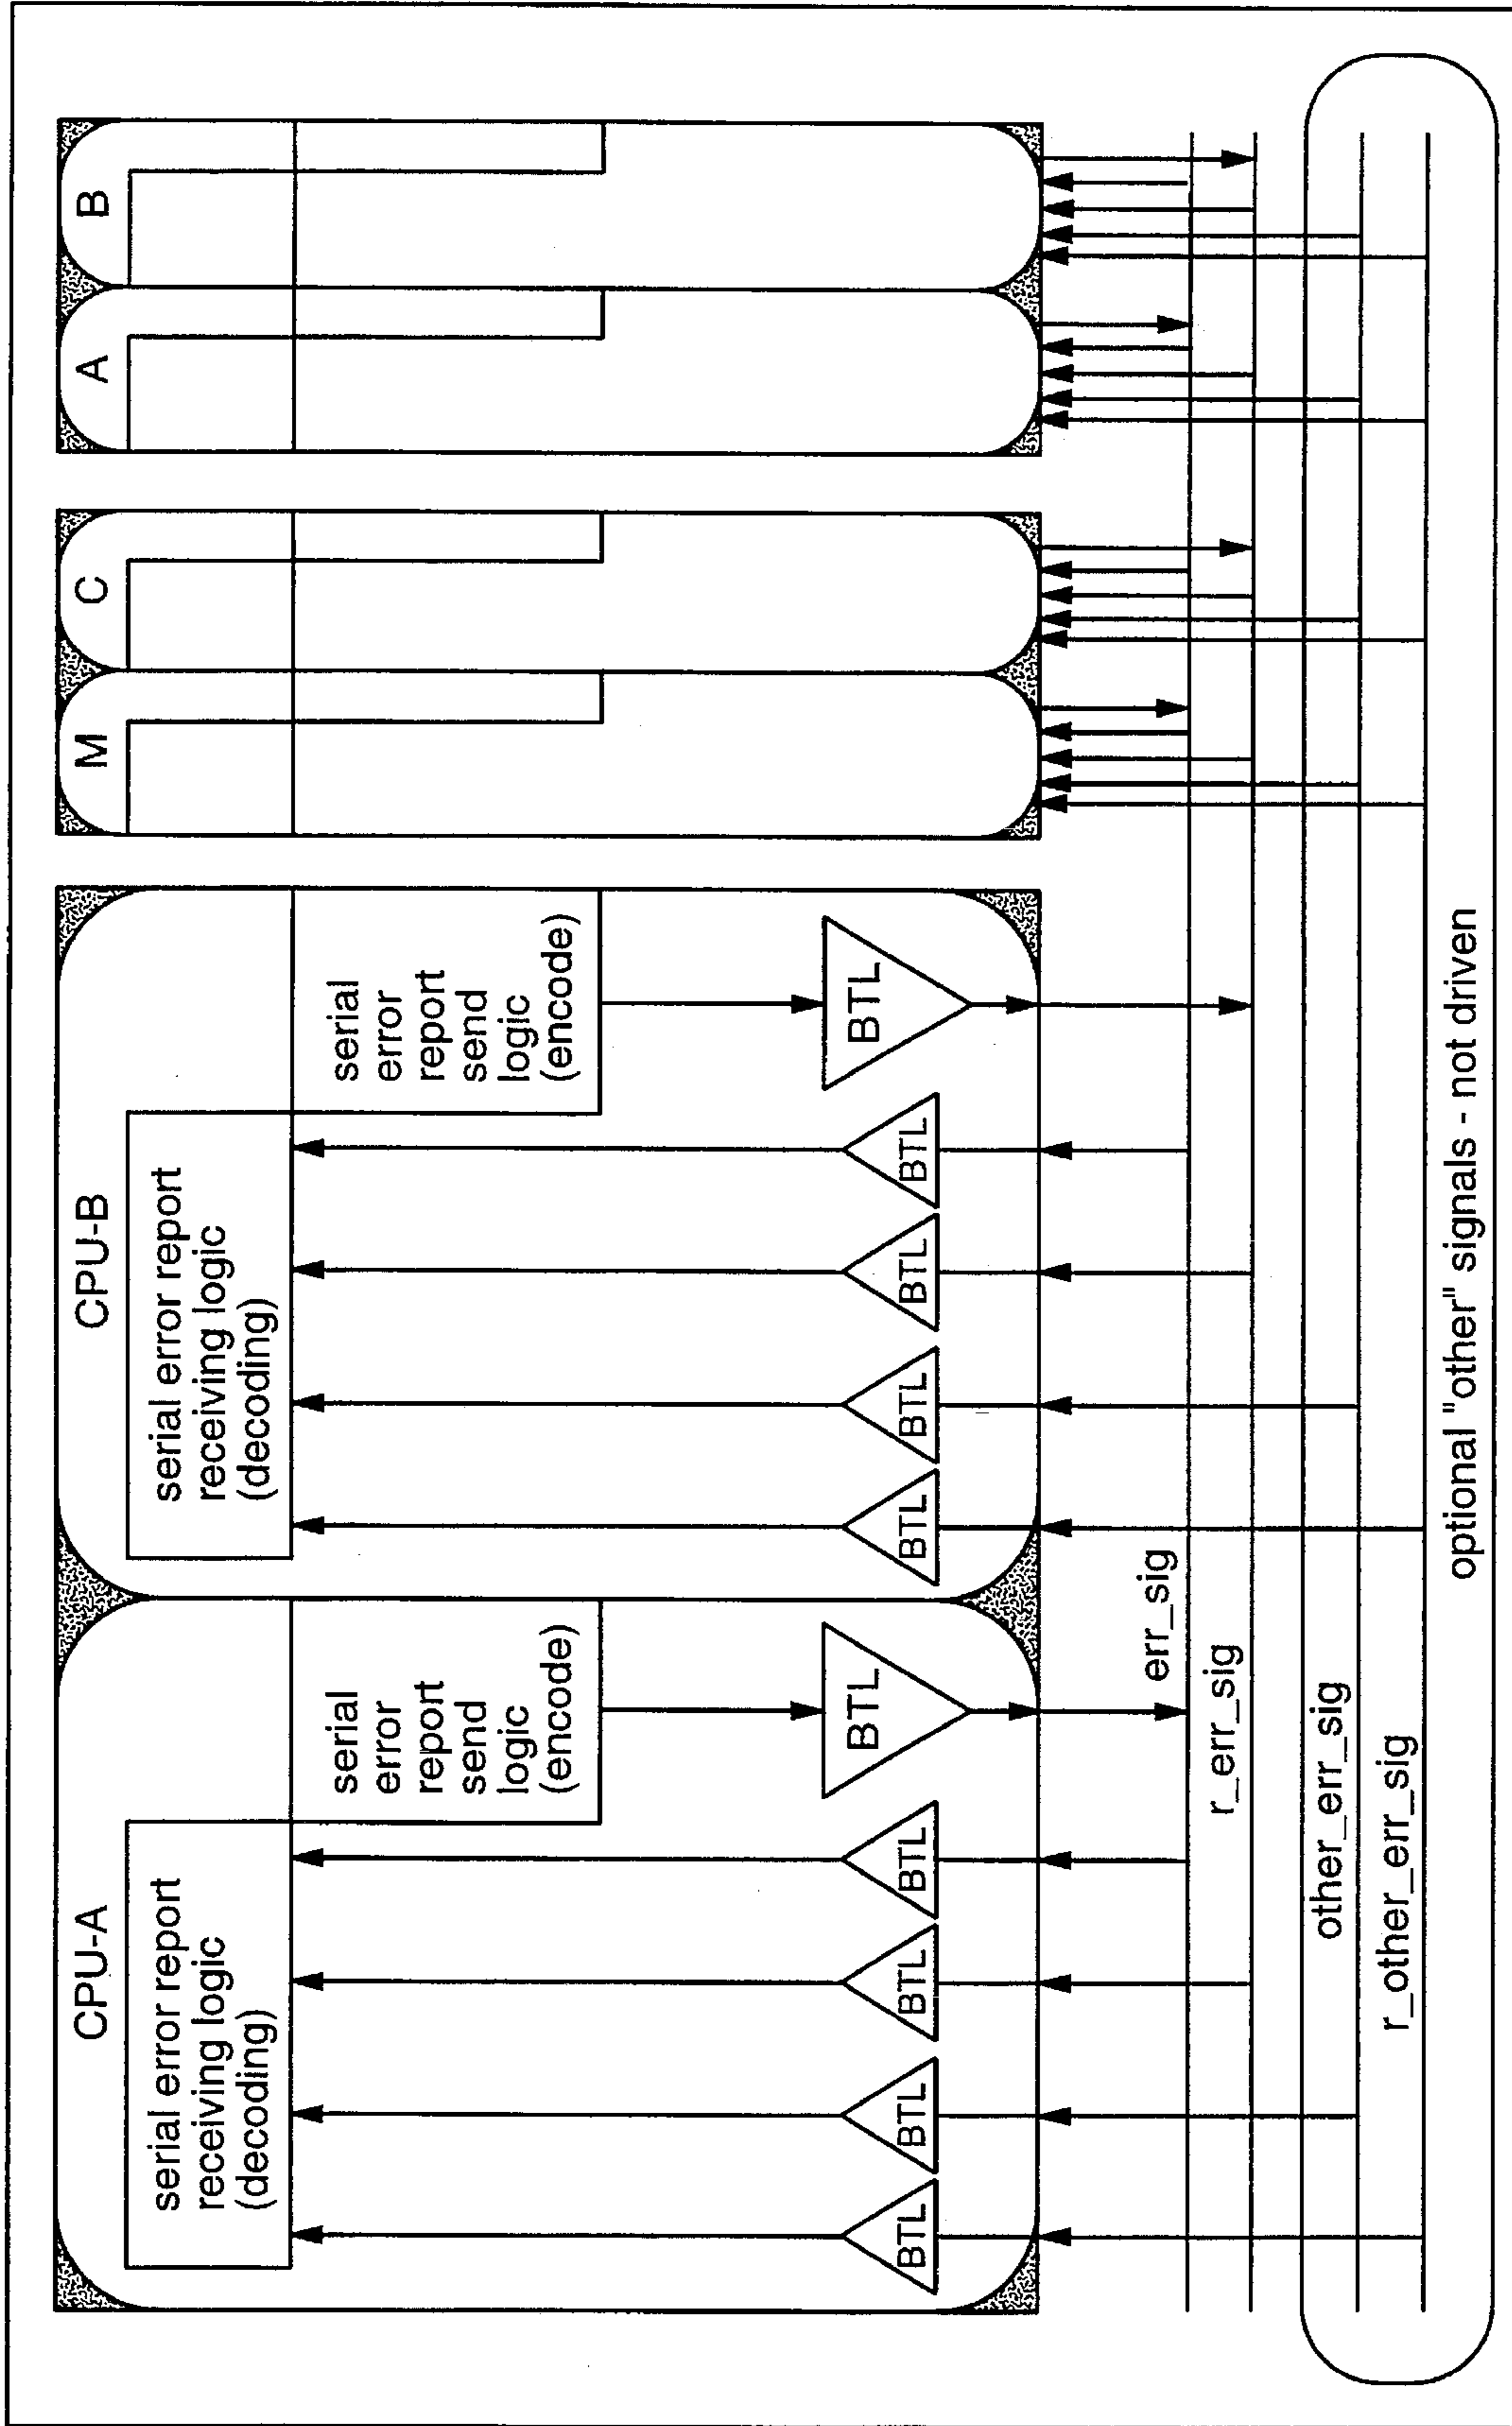 CPU-A
serial error report
receiving logic
(decoding)
serial
error
report
send
logic
(encode)
BTL
BTL
BTL
BTL
BTL
CPU-B
serial error report
receiving logic
(decoding)
serial
error
report
send
logic
(encode)
BTL
BTL
BTL
BTL
BTL
M
C
A
B
err_sig
r_err_sig
other_err_sig
r_other_err_sig
optional "other" signals - not driven